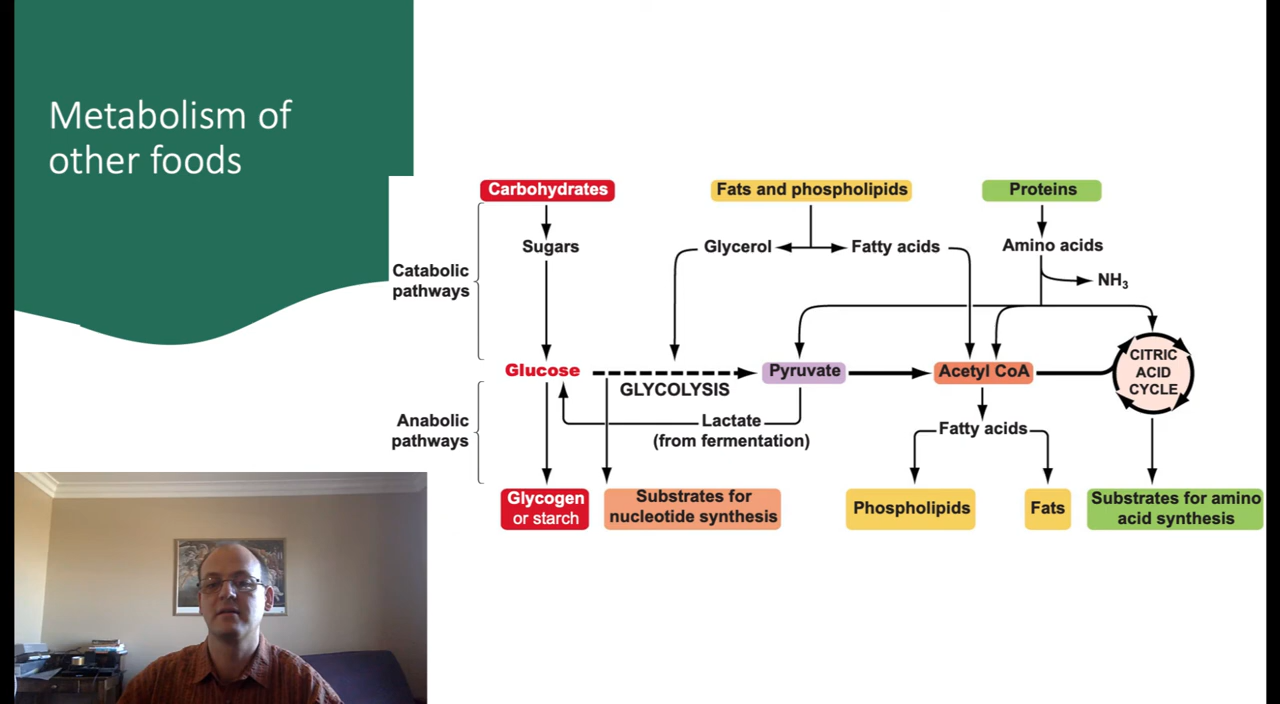 Metabolism of
other foods
Carbohydrates
Fats and phospholipids
Proteins
Sugars
Glycerol
Fatty acids
Amino acids
NH₃
Catabolic
pathways
Glucose
GLYCOLYSIS
Pyruvate
Acetyl CoA
CITRIC
ACID
CYCLE
Anabolic
pathways
Lactate
(from fermentation)
Fatty acids
Glycogen
or starch
Substrates for
nucleotide synthesis
Phospholipids
Fats
Substrates for amino
acid synthesis